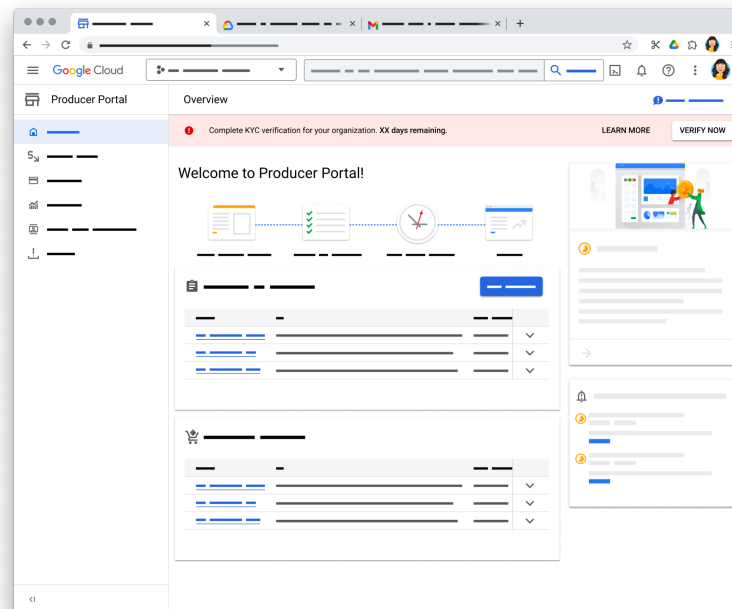 Google Cloud
Producer Portal
Overview
Complete KYC verification for your organization. XX days remaining.
LEARN MORE
VERIFY NOW
Welcome to Producer Portal!